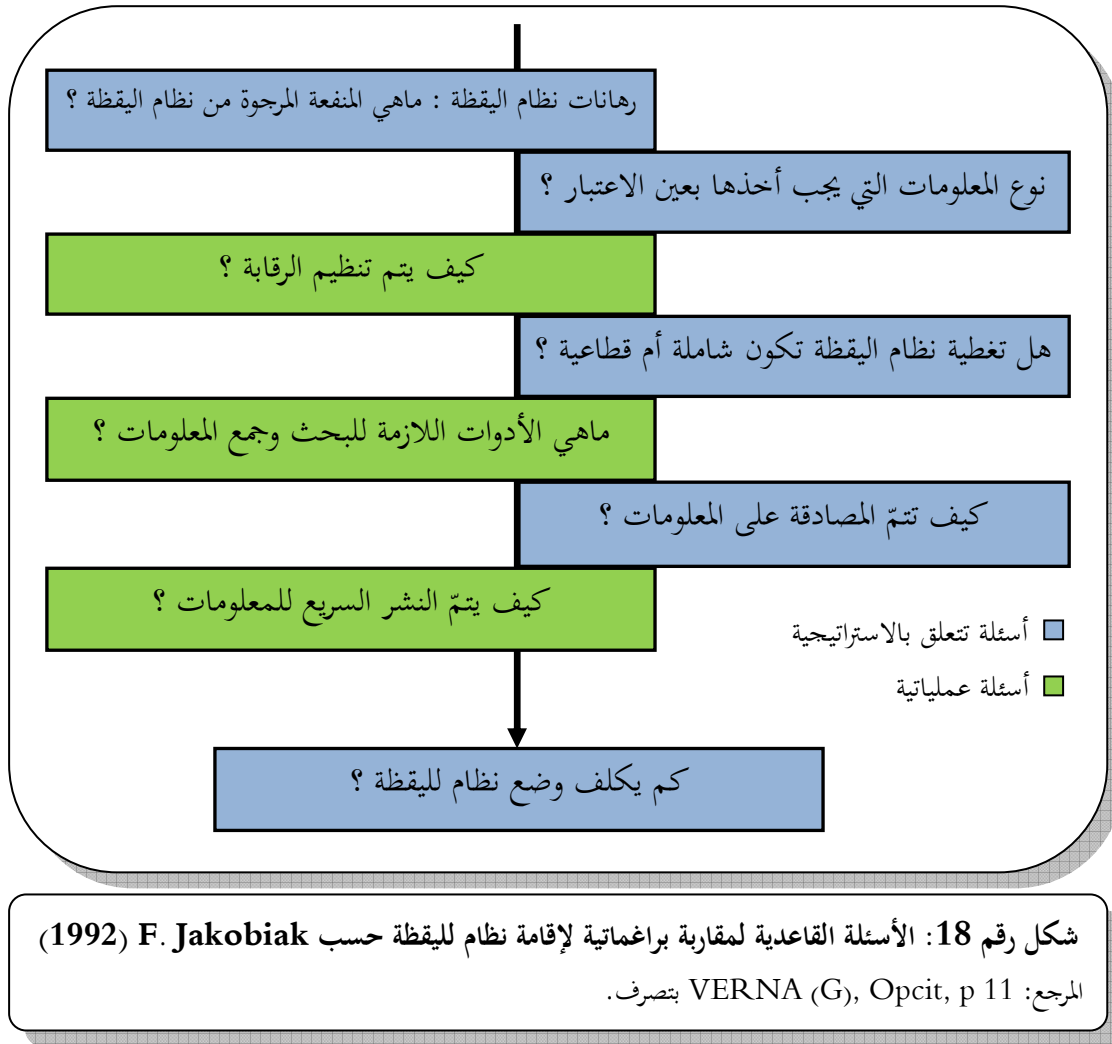 رهانات نظام اليقظة : ماهي المنفعة المرجوة من نظام اليقظة ؟
نوع المعلومات التي يجب أخذها بعين الاعتبار ؟
كيف يتم تنظيم الرقابة ؟
هل تغطية نظام اليقظة تكون شاملة أم قطاعية ؟
ماهي الأدوات اللازمة للبحث وجمع المعلومات ؟
كيف تتمّ المصادقة على المعلومات ؟
كيف يتمّ النشر السريع للمعلومات ؟
أسئلة تتعلق بالاستراتيجية
أسئلة عملياتية
كم يكلف وضع نظام لليقظة ؟
شكل رقم 18: الأسئلة القاعدية لمقاربة براغماتية لإقامة نظام لليقظة حسب F. Jakobiak (1992)
المرجع: VERNA (G), Opcit, p 11 بتصرف.